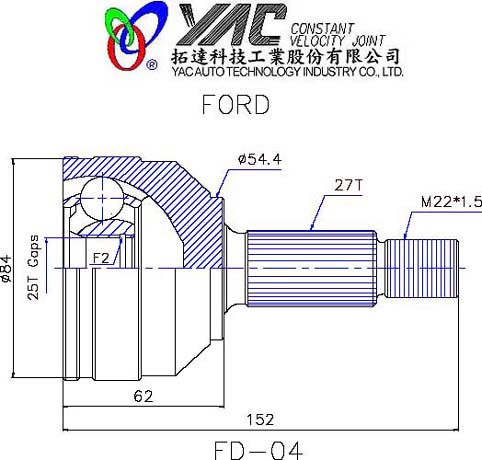 YAC CONSTANT
VELOCITY JOINT
拓達科技工業股份有限公司
® YAC AUTO TECHNOLOGY INDUSTRY CO., LTD.
FORD
ø54.4
27T
M22*1.5
ø84
25T Gaps
F2
62
152
FD-04